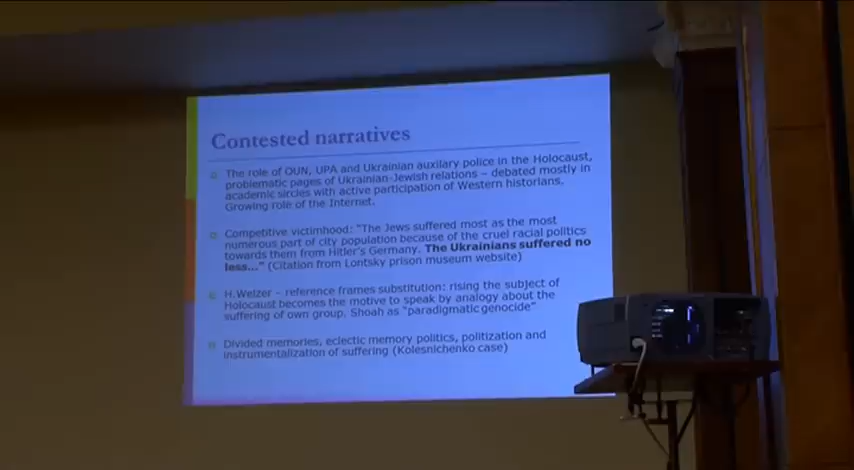 Contested narratives
The role of OUN, UPA and Ukrainian auxilary police in the Holocaust,
problematic pages of Ukrainian-Jewish relations – debated mostly in
academic sircles with active participation of Western historians.
Growing role of the Internet.
Competitive victimhood: "The Jews suffered most as the most
numerous part of city population because of the cruel racial politics
towards them from Hitler's Germany. The Ukrainians suffered no
less..." (Citation from Lontsky prison museum website)
H.Welzer – reference frames substitution: rising the subject of
Holocaust becomes the motive to speak by analogy about the
suffering of own group. Shoah as "paradigmatic genocide"
Divided memories, eclectic memory politics, politization and
instrumentalization of suffering (Kolesnichenko case)